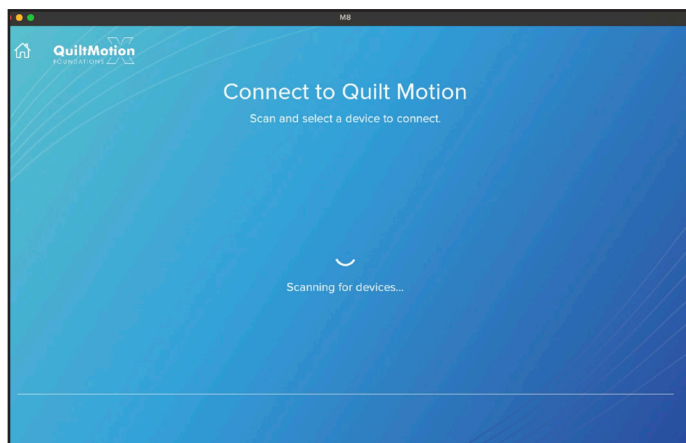 M8
QuiltMotion X
FOUNDATIONS
Connect to Quilt Motion
Scan and select a device to connect.
Scanning for devices...